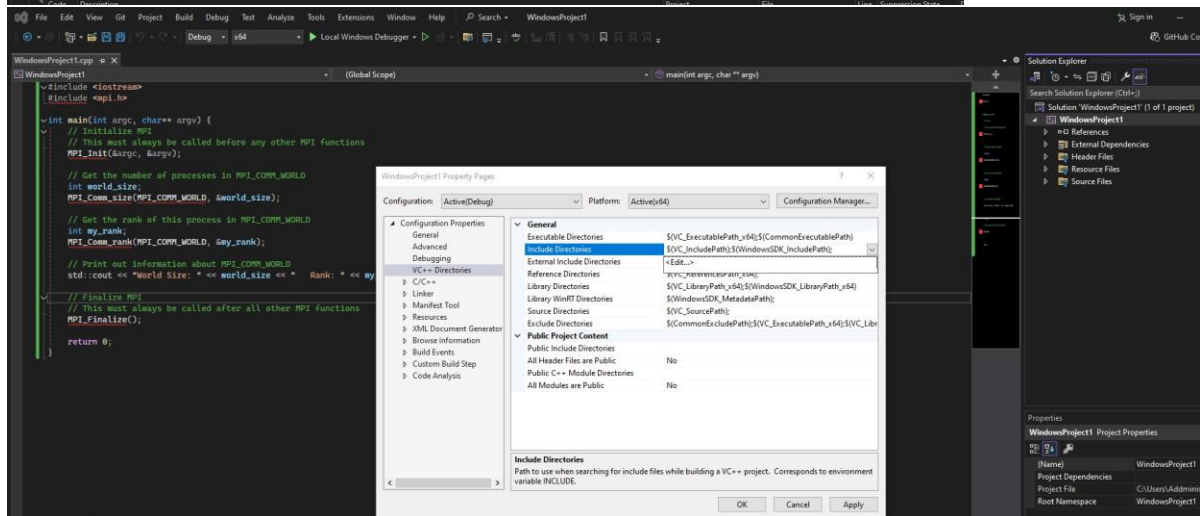 Code Description Project File Line Suppression State
File Edit View Git Project Build Debug Test Analyze Tools Extensions Window Help Search WindowsProject1 Sign in
Debug x64 Local Windows Debugger GitHub Co
WindowsProject1.cpp
WindowsProject1 (Global Scope) main(int argc, char ** argv)
#include <iostream>
#include <mpi.h>
int main(int argc, char** argv) {
// Initialize MPI
// This must always be called before any other MPI functions
MPI_Init(&argc, &argv);
// Get the number of processes in MPI_COMM_WORLD
int world_size;
MPI_Comm_size(MPI_COMM_WORLD, &world_size);
// Get the rank of this process in MPI_COMM_WORLD
int my_rank;
MPI_Comm_rank(MPI_COMM_WORLD, &my_rank);
// Print out information about MPI_COMM_WORLD
std::cout << "World Size: " << world_size << " Rank: " << my
// Finalize MPI
// This must always be called after all other MPI functions
MPI_Finalize();
return 0;
}
WindowsProject1 Property Pages ? ×
Configuration: Active(Debug) Platform: Active(x64) Configuration Manager...
Configuration Properties
General
Advanced
Debugging
VC++ Directories
C/C++
Linker
Manifest Tool
Resources
XML Document Generator
Browse Information
Build Events
Custom Build Step
Code Analysis
General
Executable Directories $(VC_ExecutablePath_x64);$(CommonExecutablePath)
Include Directories $(VC_IncludePath);$(WindowsSDK_IncludePath);
External Include Directories <Edit...>
Reference Directories $(VC_ReferencesPath_x64);
Library Directories $(VC_LibraryPath_x64);$(WindowsSDK_LibraryPath_x64)
Library WinRT Directories $(WindowsSDK_MetadataPath);
Source Directories $(VC_SourcePath);
Exclude Directories $(CommonExcludePath);$(VC_ExecutablePath_x64);$(VC_Libr
Public Project Content
Public Include Directories
All Header Files are Public No
Public C++ Module Directories
All Modules are Public No
Include Directories
Path to use when searching for include files while building a VC++ project. Corresponds to environment
variable INCLUDE.
OK Cancel Apply
Solution Explorer
Search Solution Explorer (Ctrl+;)
Solution 'WindowsProject1' (1 of 1 project)
WindowsProject1
References
External Dependencies
Header Files
Resource Files
Source Files
Properties
WindowsProject1 Project Properties
(Name) WindowsProject1
Project Dependencies
Project File C:\Users\Addminis
Root Namespace WindowsProject1